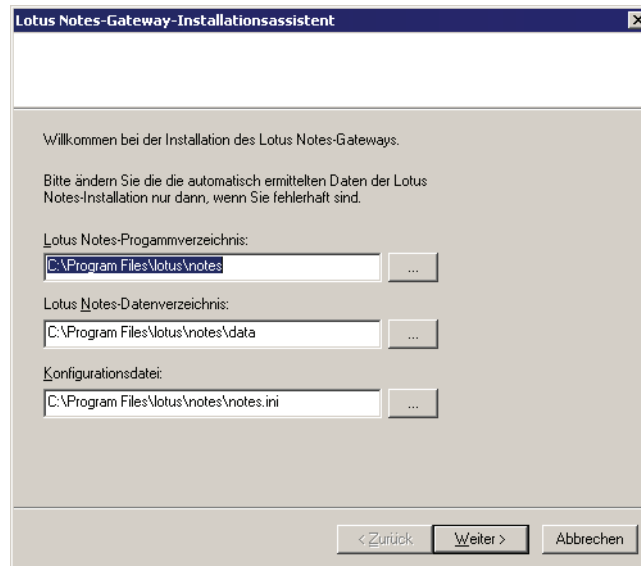 Lotus Notes-Gateway-Installationsassistent
Willkommen bei der Installation des Lotus Notes-Gateways.
Bitte ändern Sie die die automatisch ermittelten Daten der Lotus
Notes-Installation nur dann, wenn Sie fehlerhaft sind.
Lotus Notes-Progammverzeichnis:
C:\Program Files\lotus\notes
...
Lotus Notes-Datenverzeichnis:
C:\Program Files\lotus\notes\data
...
Konfigurationsdatei:
C:\Program Files\lotus\notes\notes.ini
...
< Zurück Weiter > Abbrechen